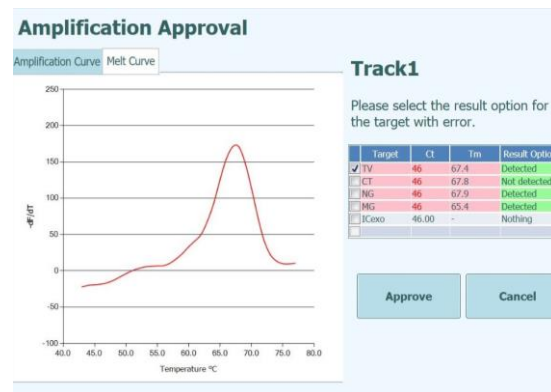 Amplification Approval
Amplification Curve Melt Curve
250
200
150
100
50
0
-50
-100
-dF/dT
40.0 45.0 50.0 55.0 60.0 65.0 70.0 75.0 80.0
Temperature ºC
Track1
Please select the result option for
the target with error.
Target Ct Tm Result Optio
TV 46 67.4 Detected
CT 46 67.8 Not detected
NG 46 67.9 Detected
MG 46 65.4 Detected
ICexo 46.00 - Nothing
Approve Cancel